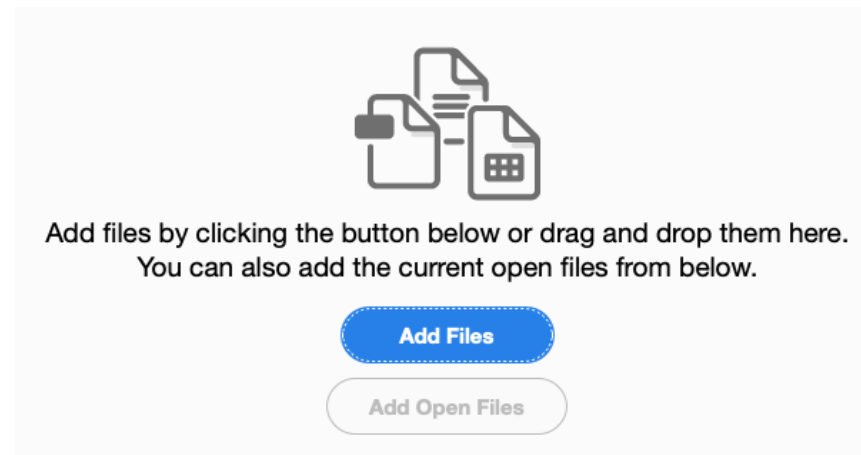 Add files by clicking the button below or drag and drop them here.
You can also add the current open files from below.
Add Files
Add Open Files